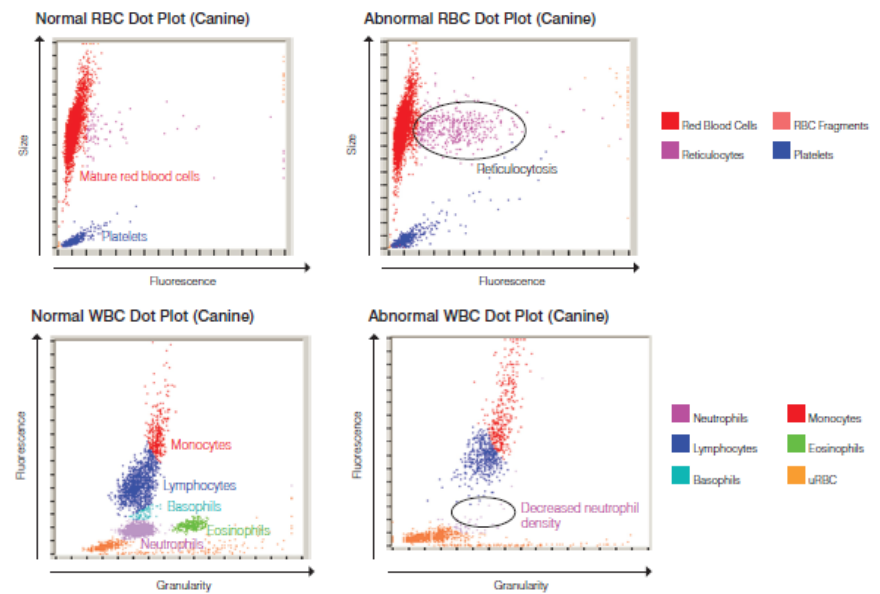 Normal RBC Dot Plot (Canine)
Abnormal RBC Dot Plot (Canine)
Size
Mature red blood cells
Platelets
Fluorescence
Size
Reticulocytosis
Fluorescence
Red Blood Cells
RBC Fragments
Reticulocytes
Platelets
Normal WBC Dot Plot (Canine)
Abnormal WBC Dot Plot (Canine)
Fluorescence
Monocytes
Lymphocytes
Basophils
Eosinophils
Neutrophils
Granularity
Fluorescence
Decreased neutrophil
density
Granularity
Neutrophils
Monocytes
Lymphocytes
Eosinophils
Basophils
uRBC